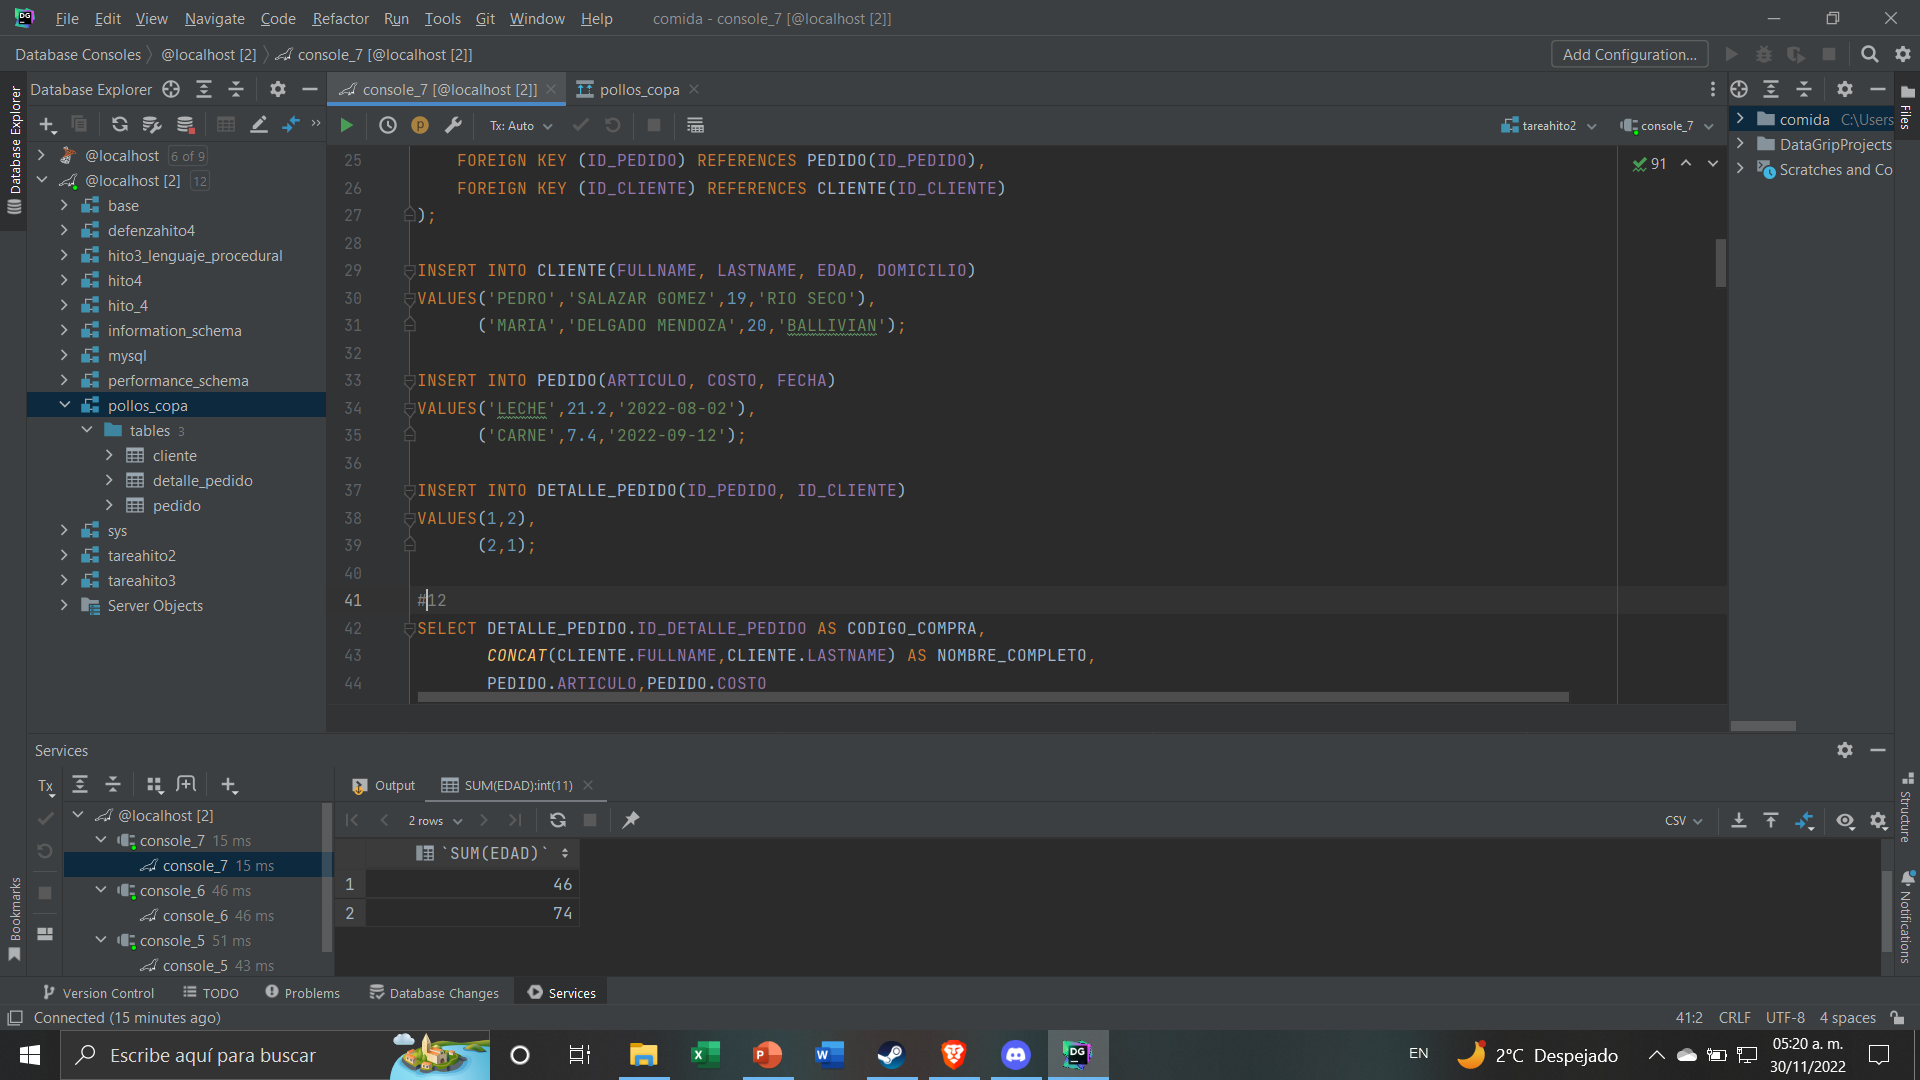 DG File Edit View Navigate Code Refactor Run Tools Git Window Help comida - console_7 [@localhost [2]]
Database Consoles @localhost [2] console_7 [@localhost [2]] Add Configuration...
Database Explorer
Database Explorer
console_7 [@localhost [2]] pollos_copa
Tx: Auto
tareahito2 console_7
@localhost 6 of 9
@localhost [2] 12
base
defenzahito4
hito3_lenguaje_procedural
hito4
hito_4
information_schema
mysql
performance_schema
pollos_copa
tables 3
cliente
detalle_pedido
pedido
sys
tareahito2
tareahito3
Server Objects
91
25 FOREIGN KEY (ID_PEDIDO) REFERENCES PEDIDO(ID_PEDIDO),
26 FOREIGN KEY (ID_CLIENTE) REFERENCES CLIENTE(ID_CLIENTE)
27 );
28
29 INSERT INTO CLIENTE(FULLNAME, LASTNAME, EDAD, DOMICILIO)
30 VALUES('PEDRO','SALAZAR GOMEZ',19,'RIO SECO'),
31 ('MARIA','DELGADO MENDOZA',20,'BALLIVIAN');
32
33 INSERT INTO PEDIDO(ARTICULO, COSTO, FECHA)
34 VALUES('LECHE',21.2,'2022-08-02'),
35 ('CARNE',7.4,'2022-09-12');
36
37 INSERT INTO DETALLE_PEDIDO(ID_PEDIDO, ID_CLIENTE)
38 VALUES(1,2),
39 (2,1);
40
41 #12
42 SELECT DETALLE_PEDIDO.ID_DETALLE_PEDIDO AS CODIGO_COMPRA,
43 CONCAT(CLIENTE.FULLNAME,CLIENTE.LASTNAME) AS NOMBRE_COMPLETO,
44 PEDIDO.ARTICULO,PEDIDO.COSTO
comida C:\Users
DataGripProjects
Scratches and Co
Files
Services
Tx
@localhost [2]
console_7 15 ms
console_7 15 ms
console_6 46 ms
console_6 46 ms
console_5 51 ms
console_5 43 ms
Output SUM(EDAD):int(11)
2 rows
CSV
`SUM(EDAD)`
1 46
2 74
Bookmarks
Structure
Notifications
Version Control TODO Problems Database Changes Services
Connected (15 minutes ago) 41:2 CRLF UTF-8 4 spaces
Escribe aquí para buscar
DG
EN 2°C Despejado
05:20 a. m.
30/11/2022